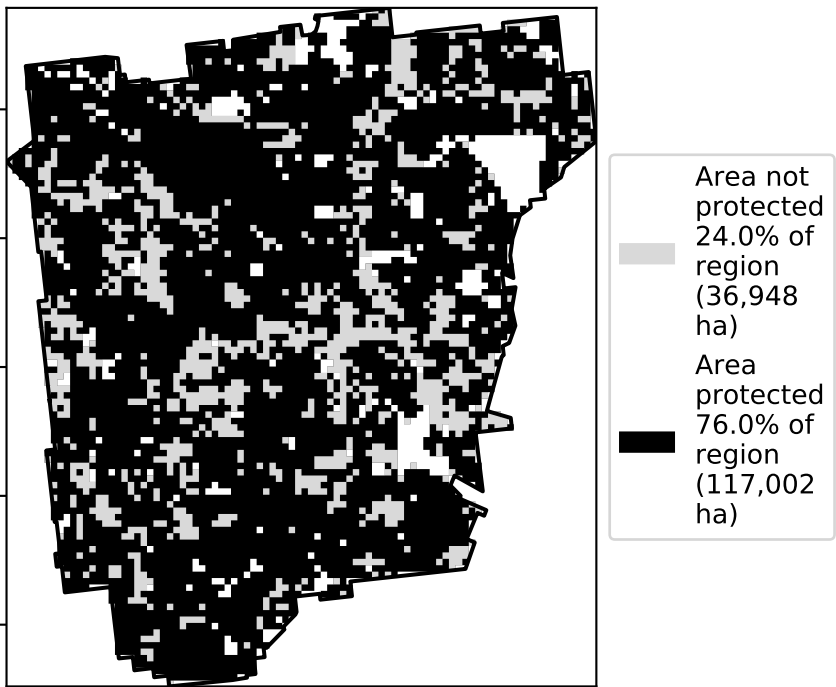 Area not
protected
24.0% of
region
(36,948
ha)
Area
protected
76.0% of
region
(117,002
ha)